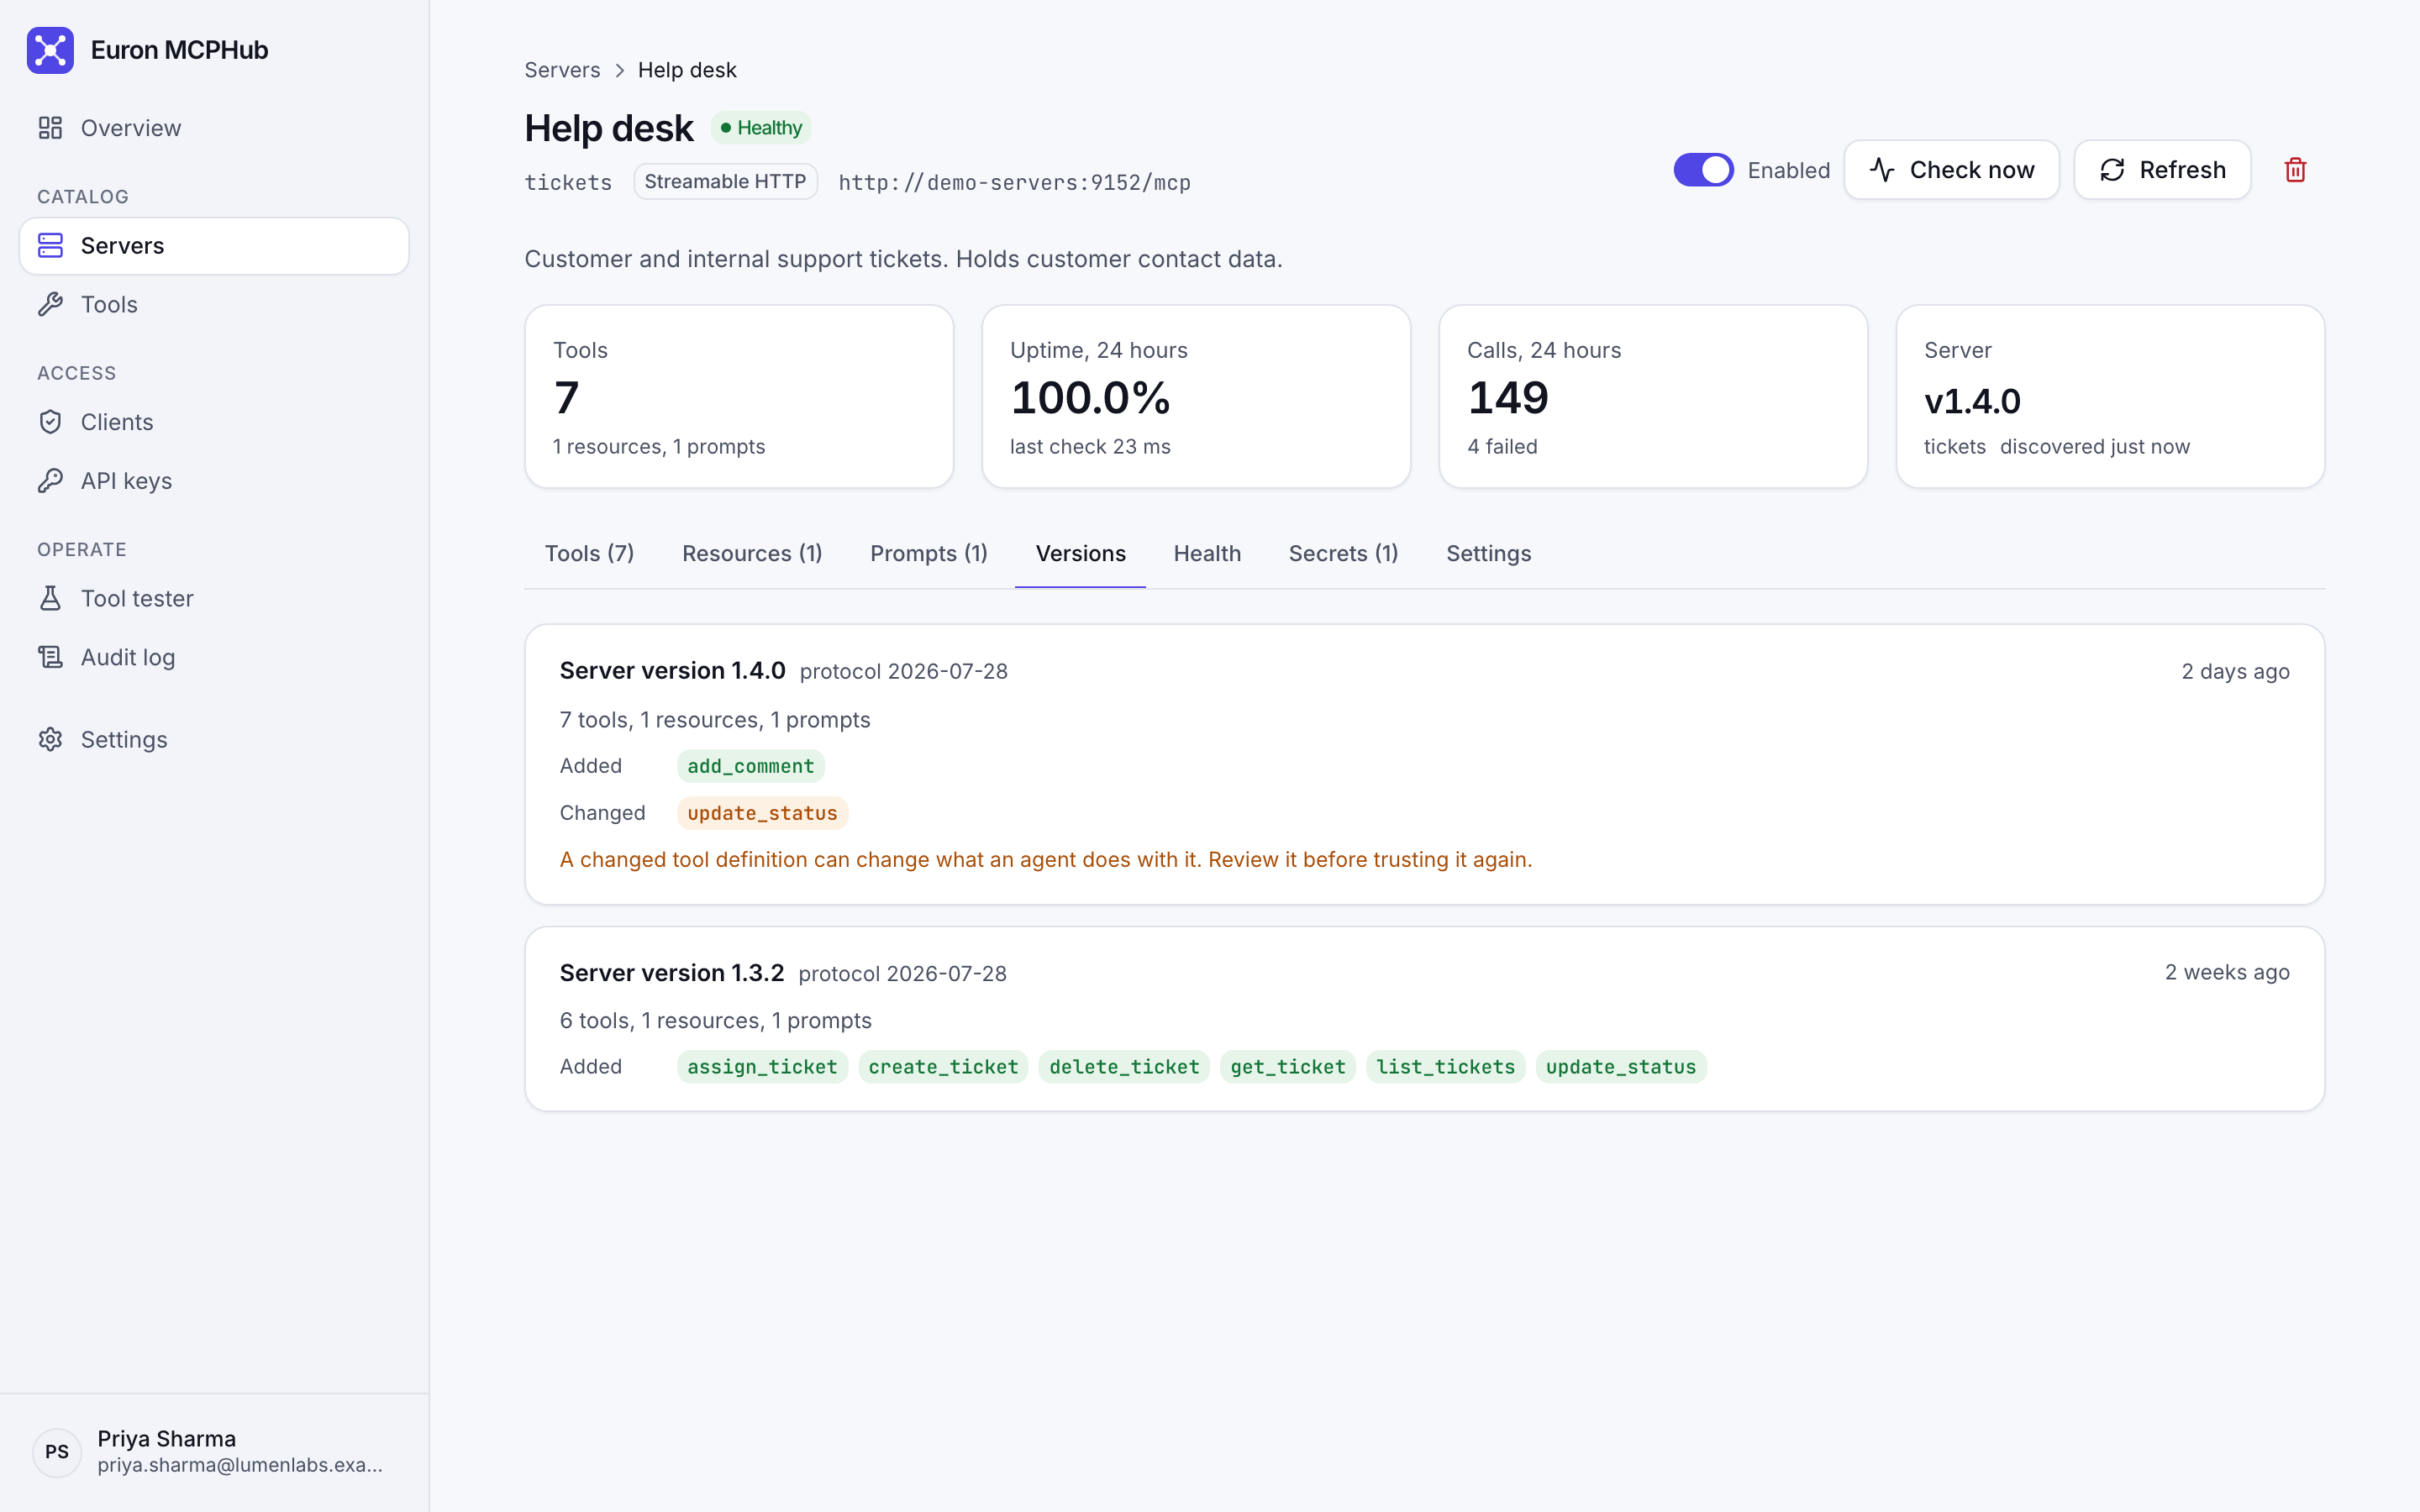 Euron MCPHub
Overview
CATALOG
Servers
Tools
ACCESS
Clients
API keys
OPERATE
Tool tester
Audit log
Settings
PS
Priya Sharma
priya.sharma@lumenlabs.exa...
Servers > Help desk
Help desk
Healthy
tickets Streamable HTTP http://demo-servers:9152/mcp
Enabled
Check now
Refresh
Customer and internal support tickets. Holds customer contact data.
Tools
7
1 resources, 1 prompts
Uptime, 24 hours
100.0%
last check 23 ms
Calls, 24 hours
149
4 failed
Server
v1.4.0
tickets discovered just now
Tools (7) Resources (1) Prompts (1) Versions Health Secrets (1) Settings
Server version 1.4.0 protocol 2026-07-28 2 days ago
7 tools, 1 resources, 1 prompts
Added add_comment
Changed update_status
A changed tool definition can change what an agent does with it. Review it before trusting it again.
Server version 1.3.2 protocol 2026-07-28 2 weeks ago
6 tools, 1 resources, 1 prompts
Added assign_ticket create_ticket delete_ticket get_ticket list_tickets update_status